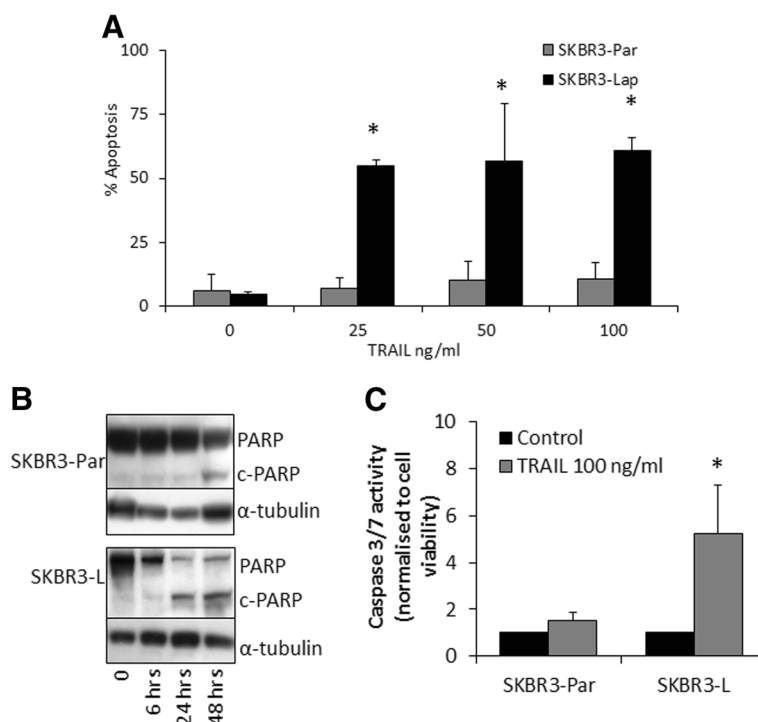 A
100
75
50
25
0
% Apoptosis
SKBR3-Par
SKBR3-Lap
*
*
*
0
25
50
100
TRAIL ng/ml
B
SKBR3-Par
PARP
c-PARP
α-tubulin
SKBR3-L
PARP
c-PARP
α-tubulin
0
6 hrs
24 hrs
48 hrs
C
10
8
6
4
2
0
Caspase 3/7 activity
(normalised to cell
viability)
Control
TRAIL 100 ng/ml
*
SKBR3-Par
SKBR3-L